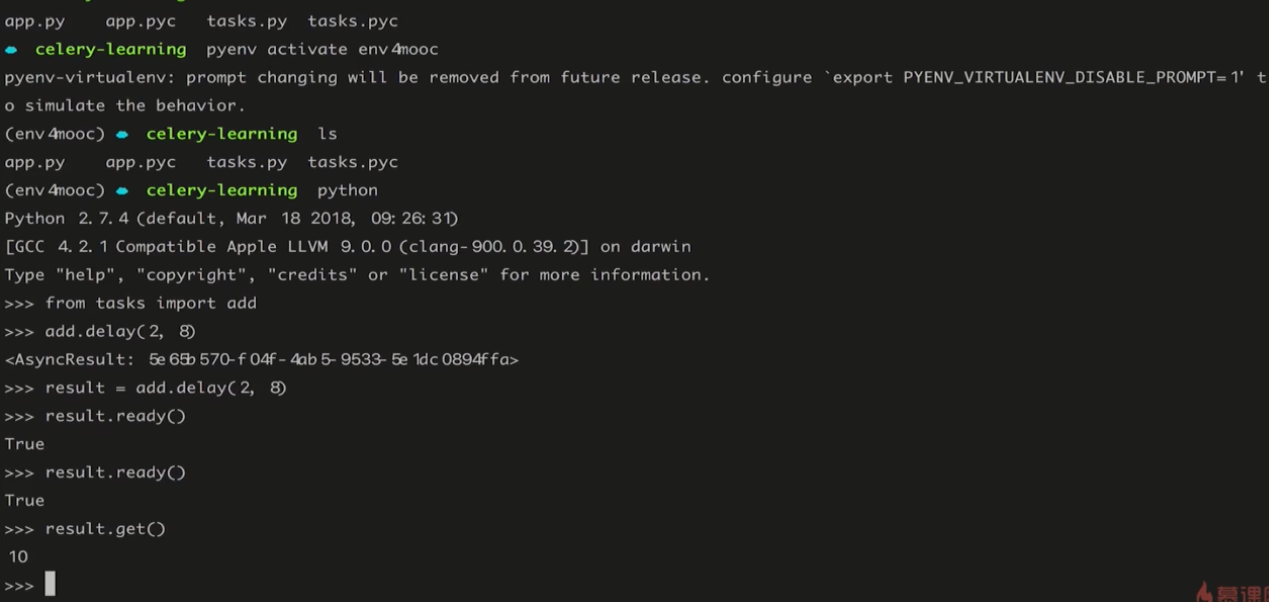 app.py app.pyc tasks.py tasks.pyc
celery-learning pyenv activate env4mooc
pyenv-virtualenv: prompt changing will be removed from future release. configure `export PYENV_VIRTUALENV_DISABLE_PROMPT=1' t
o simulate the behavior.
(env4mooc) celery-learning ls
app.py app.pyc tasks.py tasks.pyc
(env4mooc) celery-learning python
Python 2.7.4 (default, Mar 18 2018, 09:26:31)
[GCC 4.2.1 Compatible Apple LLVM 9.0.0 (clang-900.0.39.2)] on darwin
Type "help", "copyright", "credits" or "license" for more information.
>>> from tasks import add
>>> add.delay(2, 8)
<AsyncResult: 5e65b570-f04f-4ab5-9533-5e1dc0894ffa>
>>> result = add.delay(2, 8)
>>> result.ready()
True
>>> result.ready()
True
>>> result.get()
10
>>>
慕课